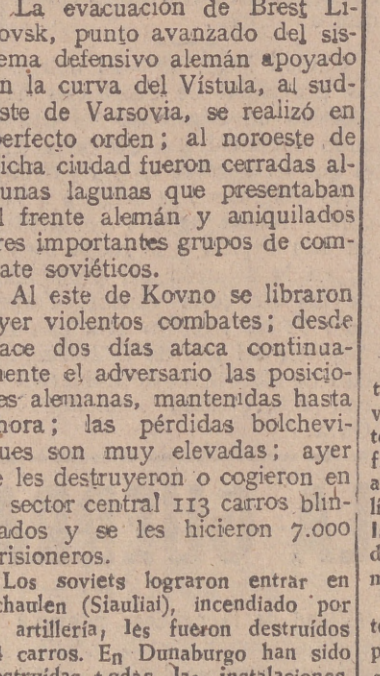 La evacuación de Brest Li-
ovsk, punto avanzado del sis-
ema defensivo alemán apoyado
n la curva del Vístula, al sud-
ste de Varsovia, se realizó en
perfecto orden; al noroeste de
icha ciudad fueron cerradas al-
unas lagunas que presentaban
l frente alemán y aniquilados
res importantes grupos de com-
ate soviéticos.
Al este de Kovno se libraron
yer violentos combates; desde
ace dos días ataca continua-
mente el adversario las posicio-
es alemanas, mantenidas hasta
hora; las pérdidas bolchevi-
ues son muy elevadas; ayer
e les destruyeron o cogieron en
sector central 113 carros blin-
ados y se les hicieron 7.000
risioneros.
Los soviets lograron entrar en
chaulen (Siauliai), incendiado por
artillería, lés fueron destruídos
carros. En Dunaburgo han sido
todas las instalaciones